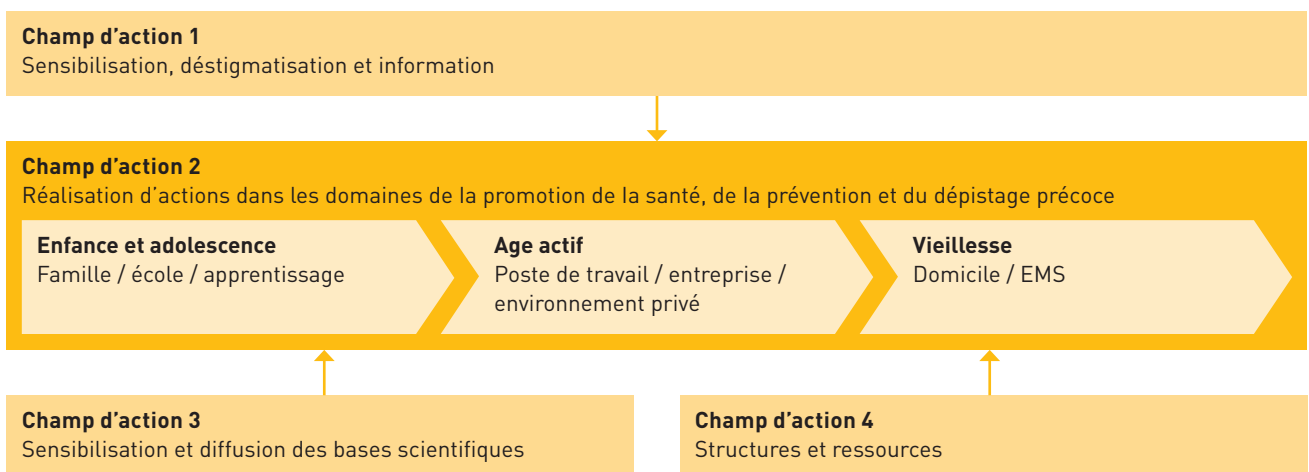 Champ d’action 1
Sensibilisation, déstigmatisation et information
Champ d’action 2
Réalisation d’actions dans les domaines de la promotion de la santé, de la prévention et du dépistage précoce
Enfance et adolescence
Famille / école / apprentissage
Age actif
Poste de travail / entreprise /
environnement privé
Vieillesse
Domicile / EMS
Champ d’action 3
Sensibilisation et diffusion des bases scientifiques
Champ d’action 4
Structures et ressources